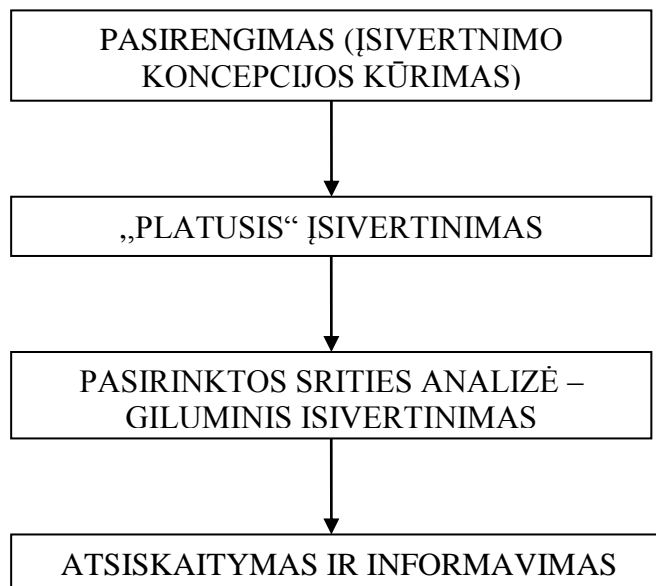 PASIRENGIMAS (ĮSIVERTNIMO
KONCEPCIJOS KŪRIMAS)
„PLATUSIS“ ĮSIVERTINIMAS
PASIRINKTOS SRITIES ANALIZĖ –
GILUMINIS ISIVERTINIMAS
ATSISKAITYMAS IR INFORMAVIMAS